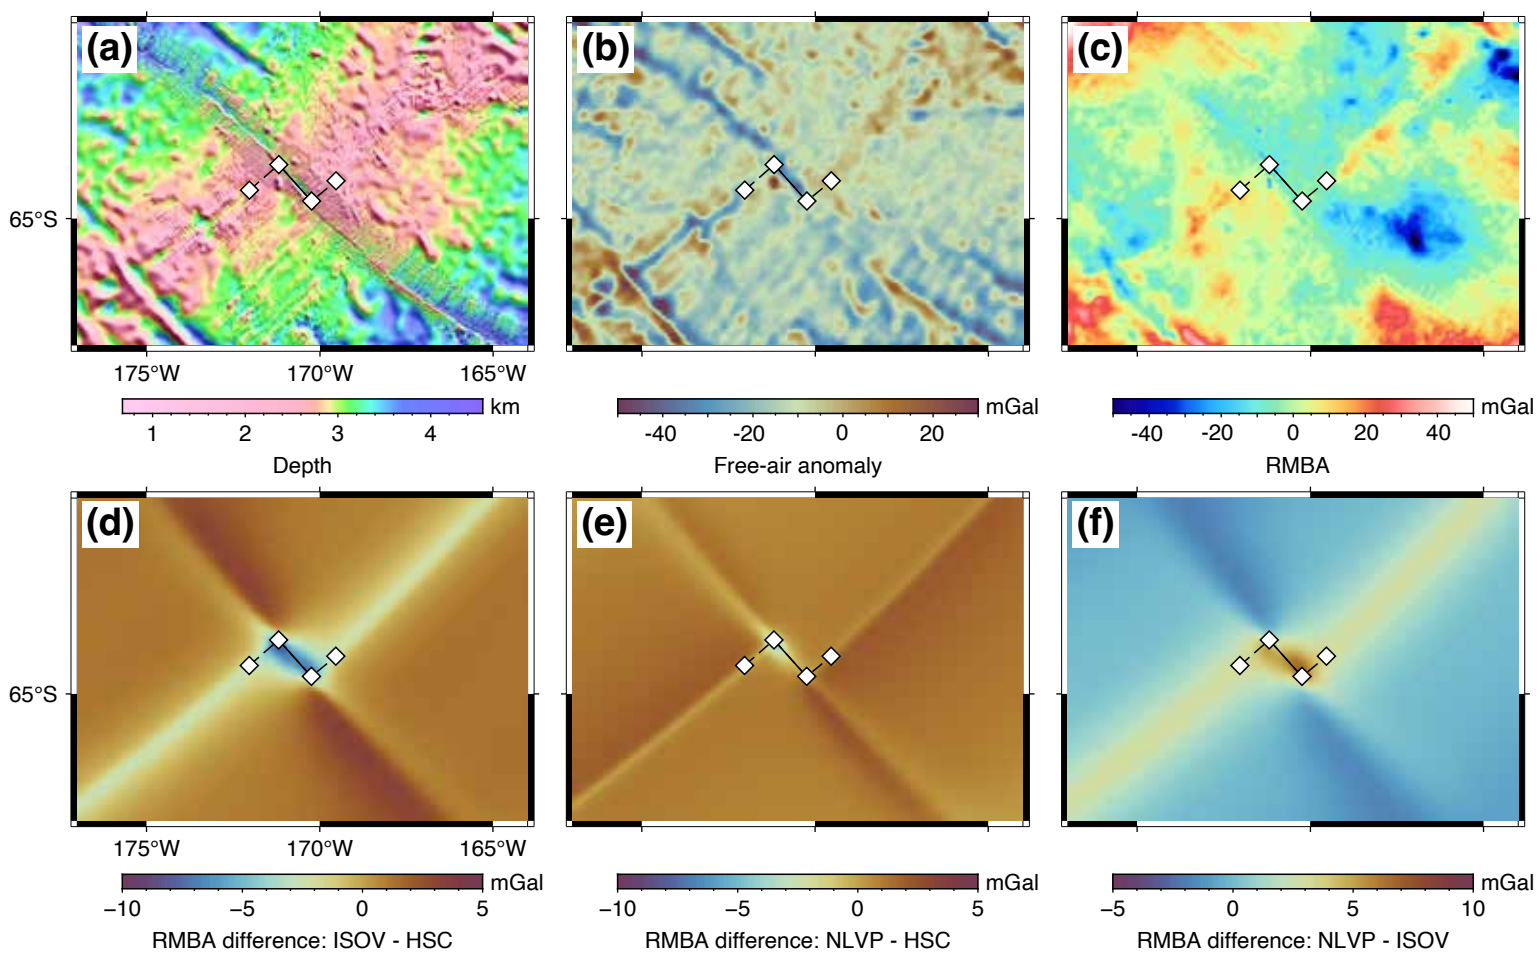 (a)
(b)
(c)
65°S
175°W 170°W 165°W
km
1 2 3 4
Depth
mGal
-40 -20 0 20
Free-air anomaly
mGal
-40 -20 0 20 40
RMBA
(d)
(e)
(f)
65°S
175°W 170°W 165°W
mGal
−10 −5 0 5
RMBA difference: ISOV - HSC
mGal
−10 −5 0 5
RMBA difference: NLVP - HSC
mGal
−5 0 5 10
RMBA difference: NLVP - ISOV